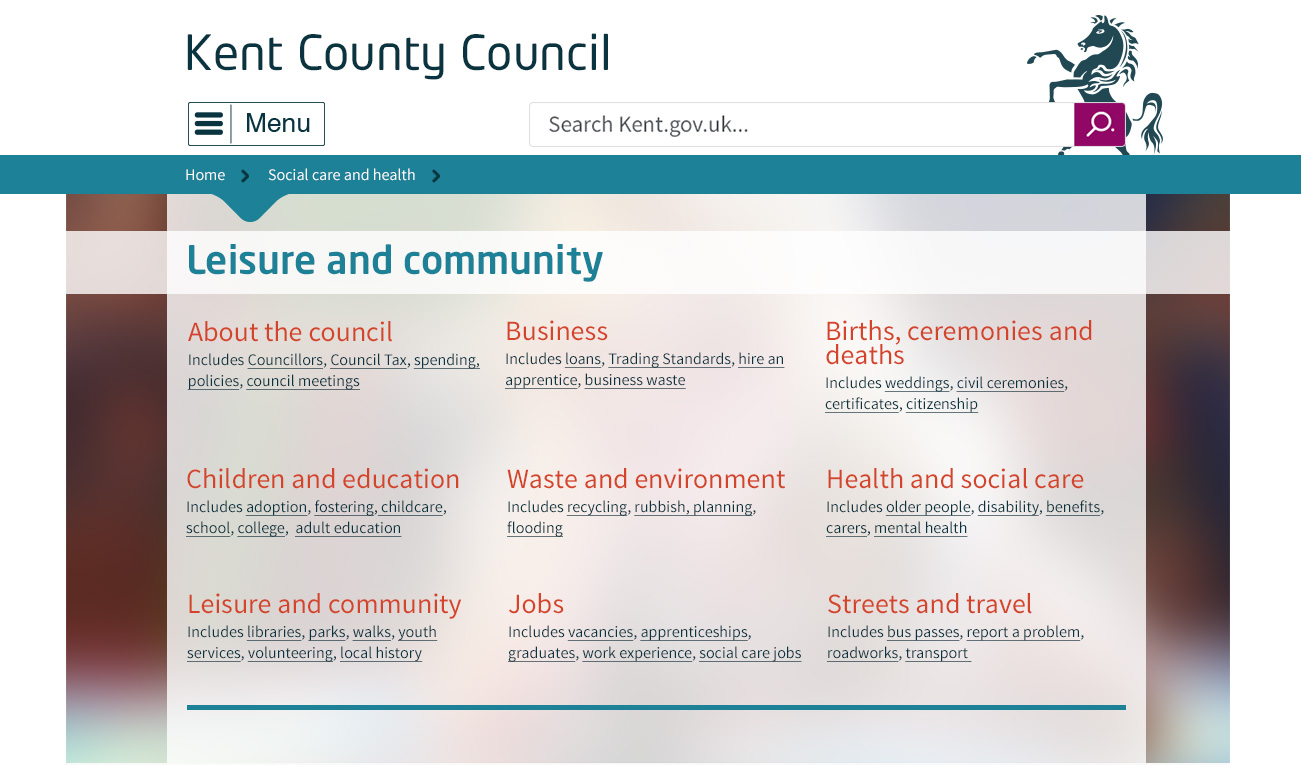 Kent County Council
Menu
Search Kent.gov.uk...
Home
Social care and health
Leisure and community
About the council
Includes Councillors, Council Tax, spending,
policies, council meetings
Business
Includes loans, Trading Standards, hire an
apprentice, business waste
Births, ceremonies and
deaths
Includes weddings, civil ceremonies,
certificates, citizenship
Children and education
Includes adoption, fostering, childcare,
school, college, adult education
Waste and environment
Includes recycling, rubbish, planning,
flooding
Health and social care
Includes older people, disability, benefits,
carers, mental health
Leisure and community
Includes libraries, parks, walks, youth
services, volunteering, local history
Jobs
Includes vacancies, apprenticeships,
graduates, work experience, social care jobs
Streets and travel
Includes bus passes, report a problem,
roadworks, transport